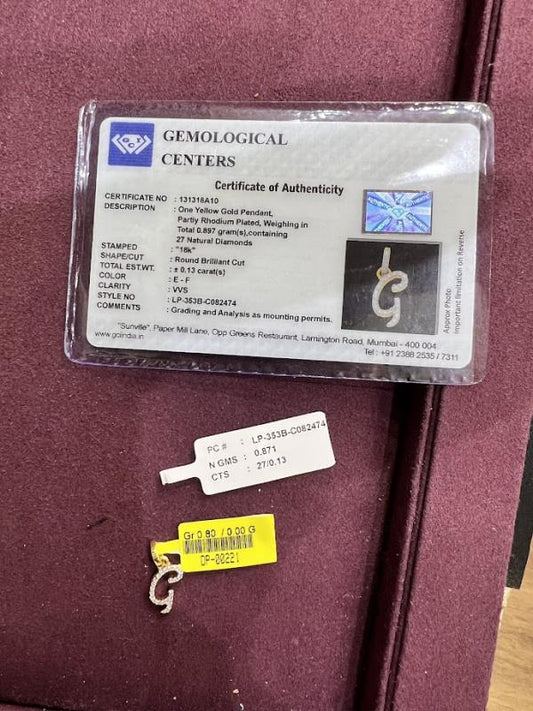 GEMOLOGICAL
CENTERS
Certificate of Authenticity
CERTIFICATE NO : 131318A10
DESCRIPTION : One Yellow Gold Pendant,
Partly Rhodium Plated, Weighing in
Total 0.897 gram(s),containing
27 Natural Diamonds
STAMPED : "18k"
SHAPE/CUT : Round Brilliant Cut
TOTAL EST.WT. : ± 0.13 carat(s)
COLOR : E - F
CLARITY : VVS
STYLE NO : LP-353B-C082474
COMMENTS : Grading and Analysis as mounting permits.
"Sunville", Paper Mill Lane, Opp Greens Restaurant, Lamington Road, Mumbai - 400 004
www.gciindia.in
Tel : +91 2388 2535 / 7311
Approx Photo
Important limitation on Reverse
PC # : LP-353B-C082474
N GMS : 0.871
CTS : 27/0.13
Gr 0.80 / 0.00 G
DP-00221
G